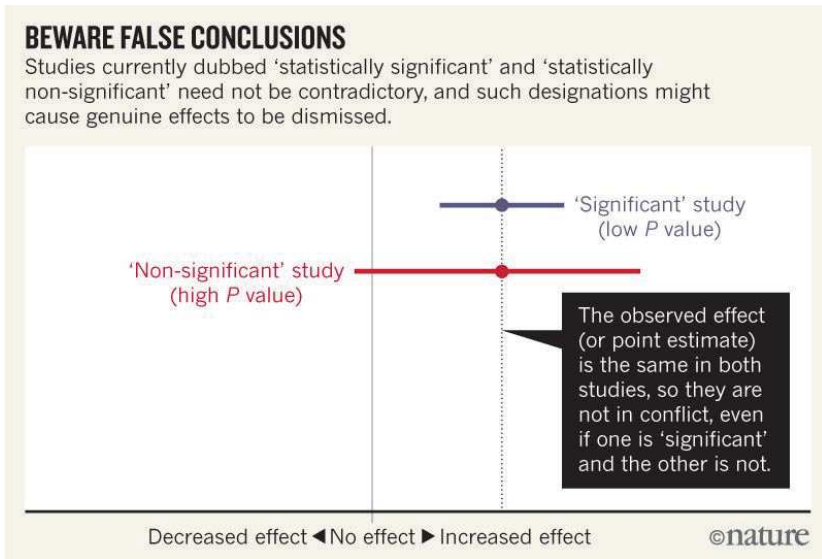 BEWARE FALSE CONCLUSIONS
Studies currently dubbed ‘statistically significant’ and ‘statistically
non-significant’ need not be contradictory, and such designations might
cause genuine effects to be dismissed.
‘Significant’ study
(low P value)
‘Non-significant’ study
(high P value)
The observed effect
(or point estimate)
is the same in both
studies, so they are
not in conflict, even
if one is ‘significant’
and the other is not.
Decreased effect ◀ No effect ▶ Increased effect
©nature